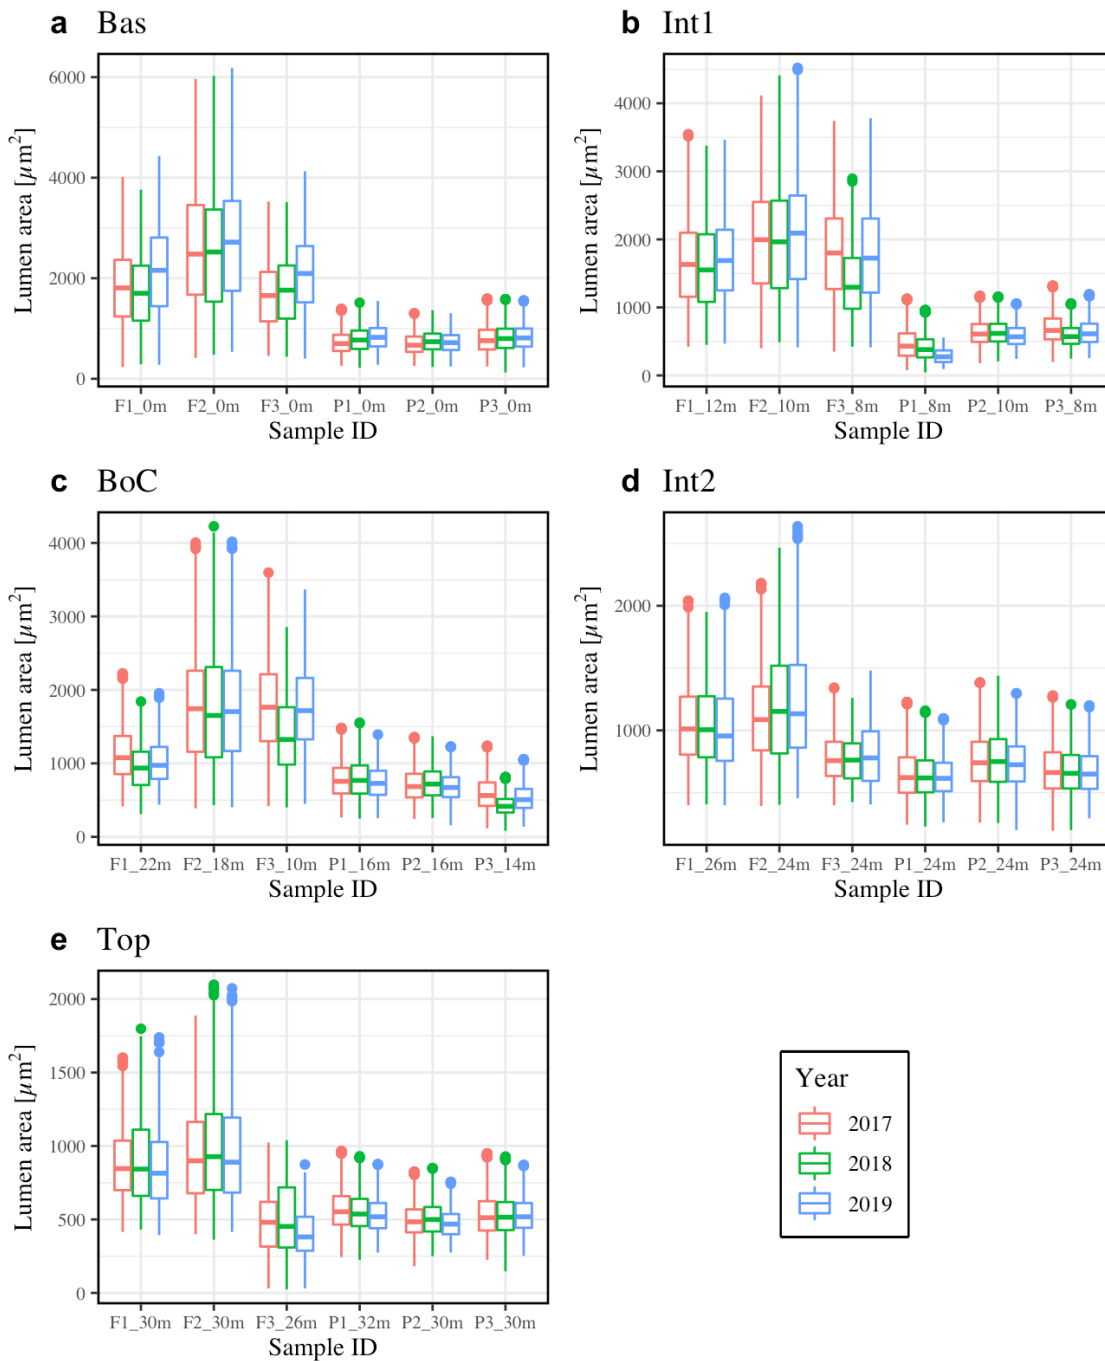 a Bas
Lumen area [µm²]
6000
4000
2000
0
F1_0m F2_0m F3_0m P1_0m P2_0m P3_0m
Sample ID
b Int1
Lumen area [µm²]
4000
3000
2000
1000
0
F1_12m F2_10m F3_8m P1_8m P2_10m P3_8m
Sample ID
c BoC
Lumen area [µm²]
4000
3000
2000
1000
0
F1_22m F2_18m F3_10m P1_16m P2_16m P3_14m
Sample ID
d Int2
Lumen area [µm²]
2000
1000
F1_26m F2_24m F3_24m P1_24m P2_24m P3_24m
Sample ID
e Top
Lumen area [µm²]
2000
1500
1000
500
0
F1_30m F2_30m F3_26m P1_32m P2_30m P3_30m
Sample ID
Year
2017
2018
2019